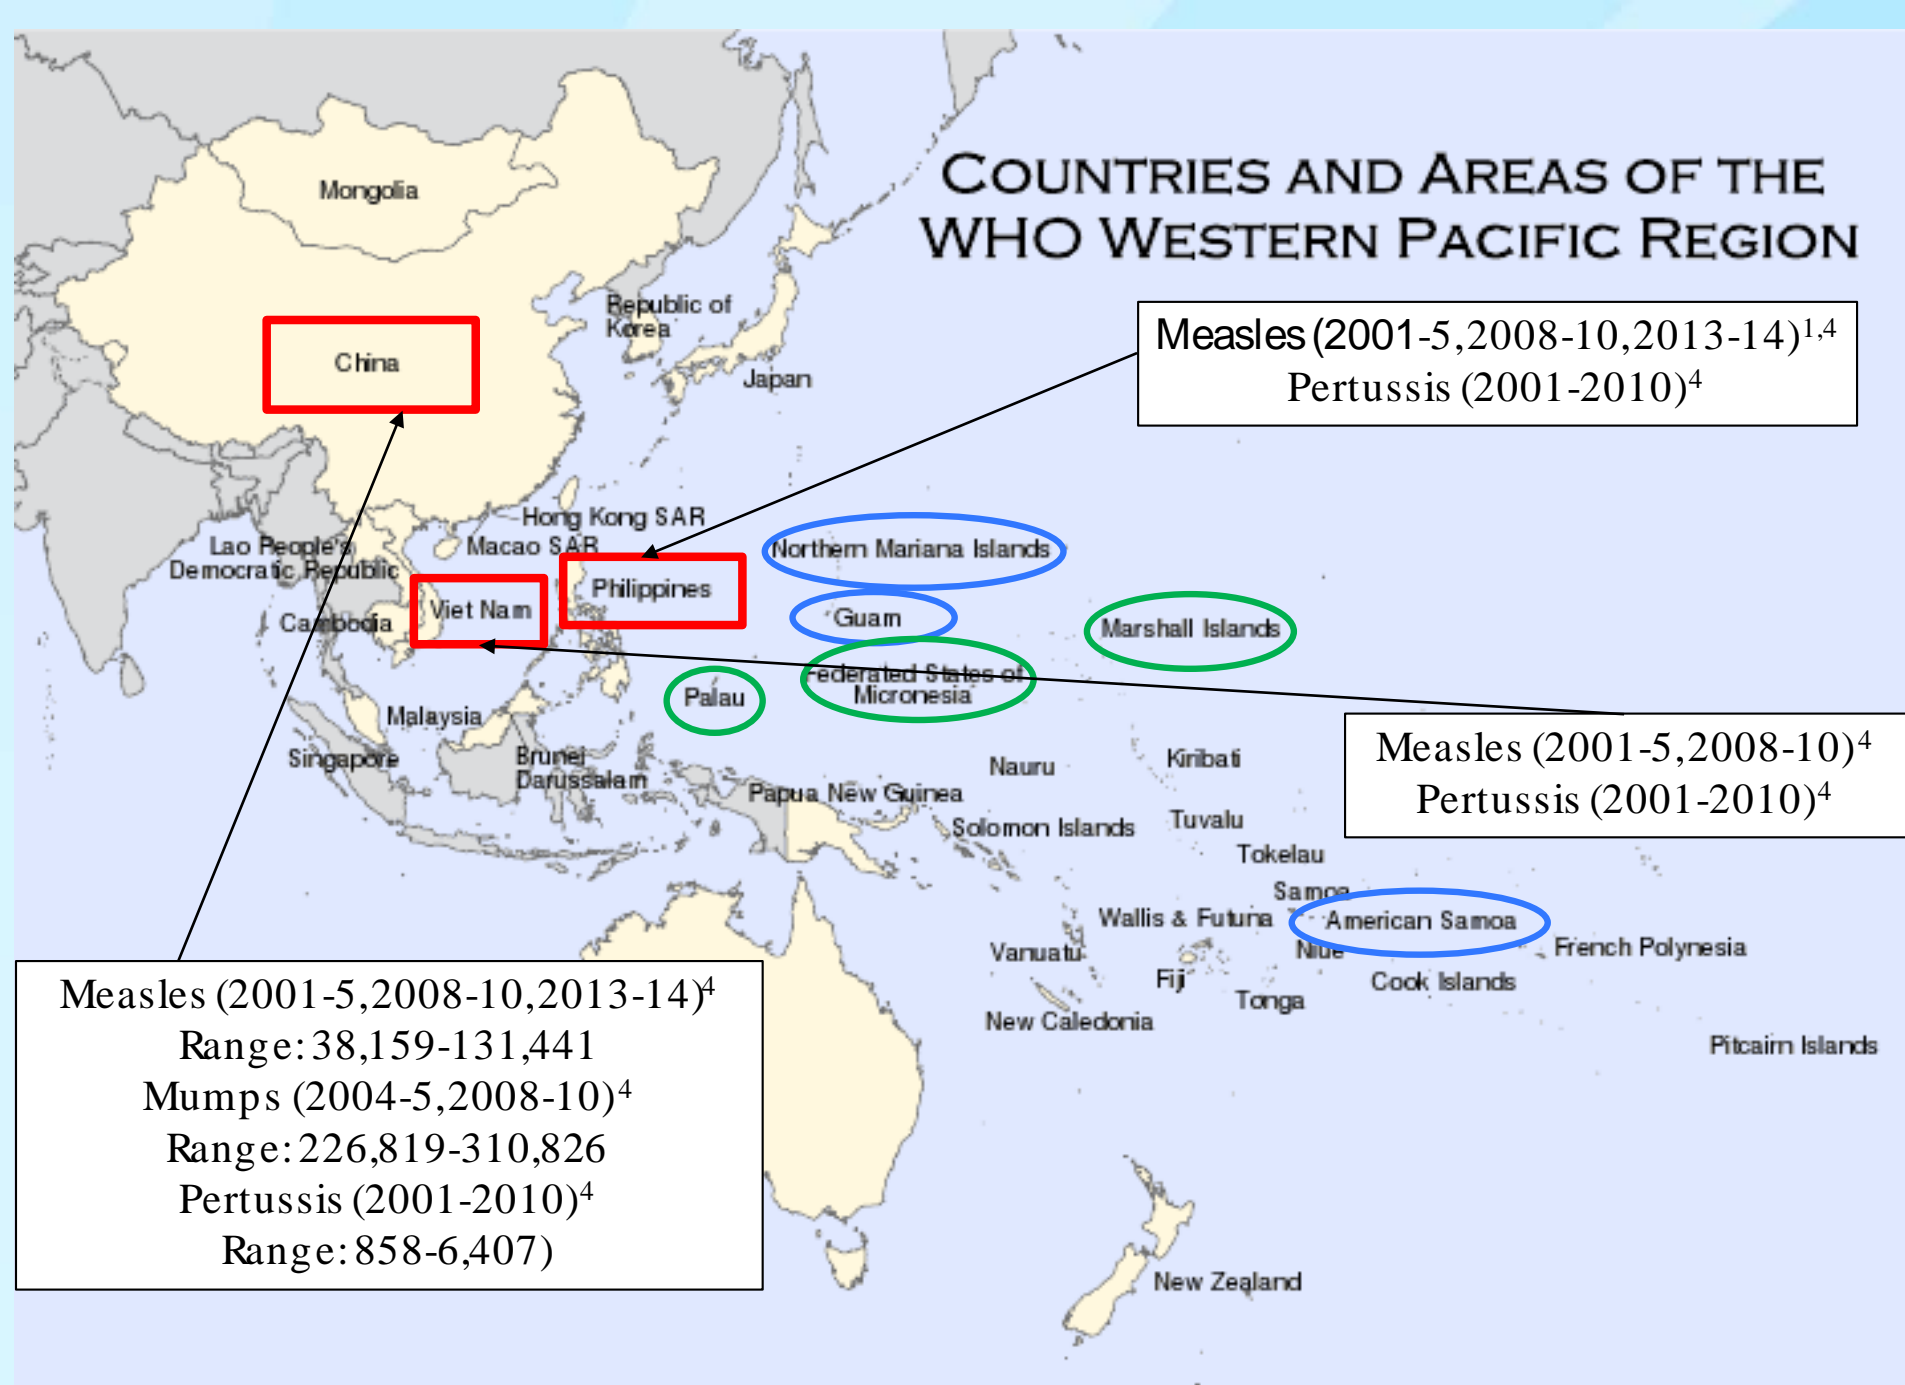 COUNTRIES AND AREAS OF THE
WHO WESTERN PACIFIC REGION
Mongolia
Republic of
Korea
China
Japan
Measles (2001-5,2008-10,2013-14)1,4
Pertussis (2001-2010)4
Hong Kong SAR
Macao SAR
Lao People's
Democratic Republic
Northern Mariana Islands
Philippines
Viet Nam
Cambodia
Guam
Marshall Islands
Federated States of
Micronesia
Palau
Malaysia
Singapore
Brunei
Darussalam
Measles (2001-5,2008-10)4
Pertussis (2001-2010)4
Nauru
Kiribati
Papua New Guinea
Solomon Islands
Tuvalu
Tokelau
Samoa
Wallis & Futuna
American Samoa
Vanuatu
Niue
French Polynesia
Fiji
Cook Islands
Tonga
New Caledonia
Pitcairn Islands
Measles (2001-5,2008-10,2013-14)4
Range: 38,159-131,441
Mumps (2004-5,2008-10)4
Range: 226,819-310,826
Pertussis (2001-2010)4
Range: 858-6,407)
New Zealand